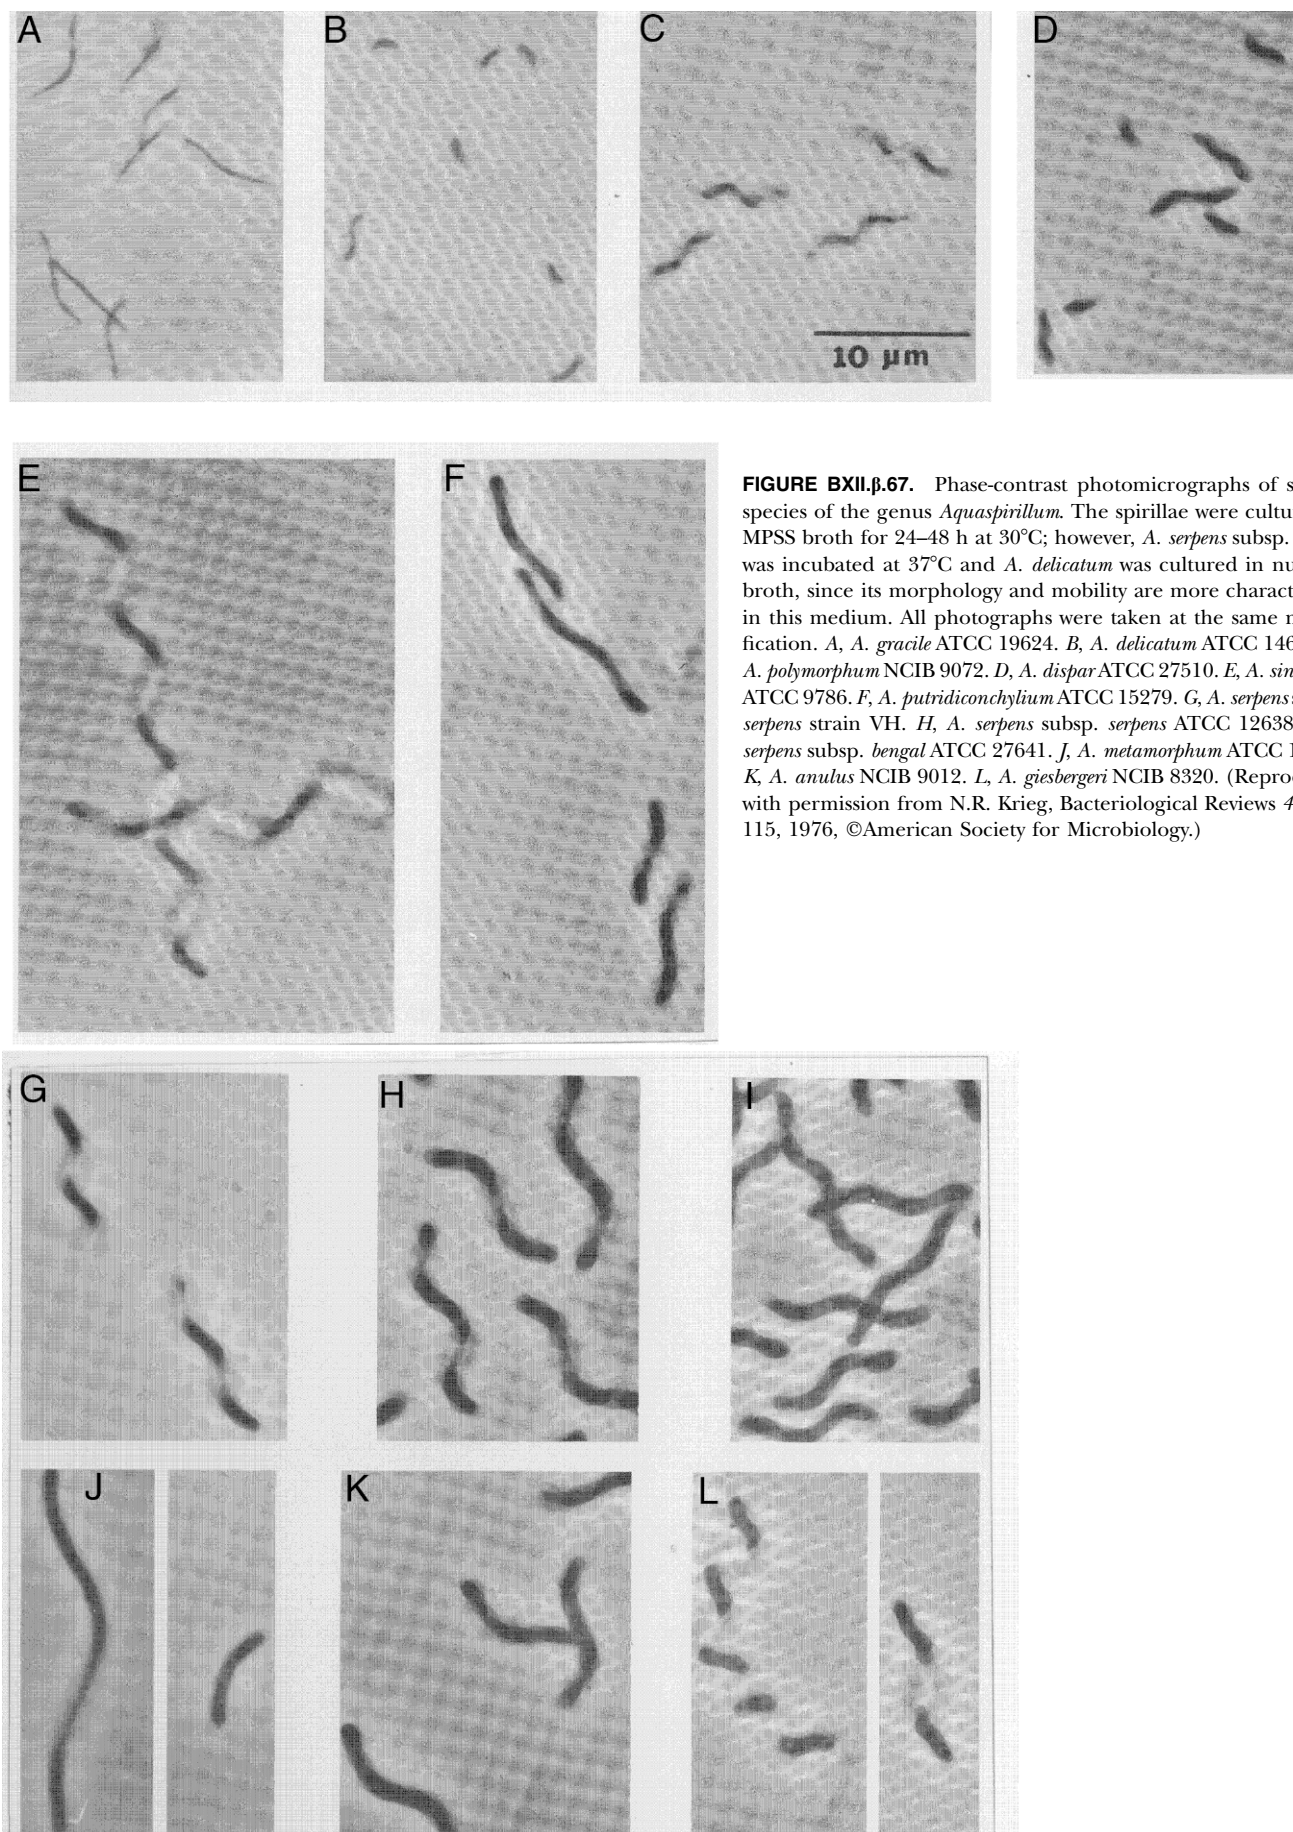 A
B
C
D
10 µm
E
F
FIGURE BXII.β.67. Phase-contrast photomicrographs of s
species of the genus Aquaspirillum. The spirillae were cultu
MPSS broth for 24–48 h at 30°C; however, A. serpens subsp.
was incubated at 37°C and A. delicatum was cultured in nu
broth, since its morphology and mobility are more charact
in this medium. All photographs were taken at the same m
fication. A, A. gracile ATCC 19624. B, A. delicatum ATCC 146
A. polymorphum NCIB 9072. D, A. dispar ATCC 27510. E, A. sin
ATCC 9786. F, A. putridiconchylium ATCC 15279. G, A. serpens s
serpens strain VH. H, A. serpens subsp. serpens ATCC 12638
serpens subsp. bengal ATCC 27641. J, A. metamorphum ATCC 1
K, A. anulus NCIB 9012. L, A. giesbergeri NCIB 8320. (Repro
with permission from N.R. Krieg, Bacteriological Reviews 4
115, 1976, ©American Society for Microbiology.)
G
H
I
J
K
L